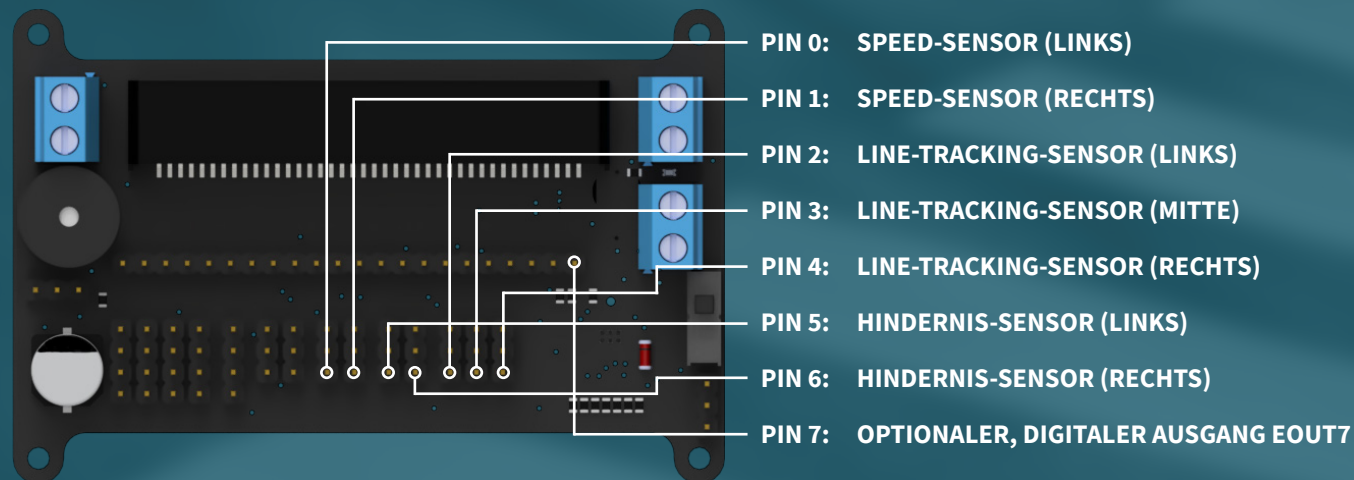 PIN 0: SPEED-SENSOR (LINKS)
PIN 1: SPEED-SENSOR (RECHTS)
PIN 2: LINE-TRACKING-SENSOR (LINKS)
PIN 3: LINE-TRACKING-SENSOR (MITTE)
PIN 4: LINE-TRACKING-SENSOR (RECHTS)
PIN 5: HINDERNIS-SENSOR (LINKS)
PIN 6: HINDERNIS-SENSOR (RECHTS)
PIN 7: OPTIONALER, DIGITALER AUSGANG EOUT7